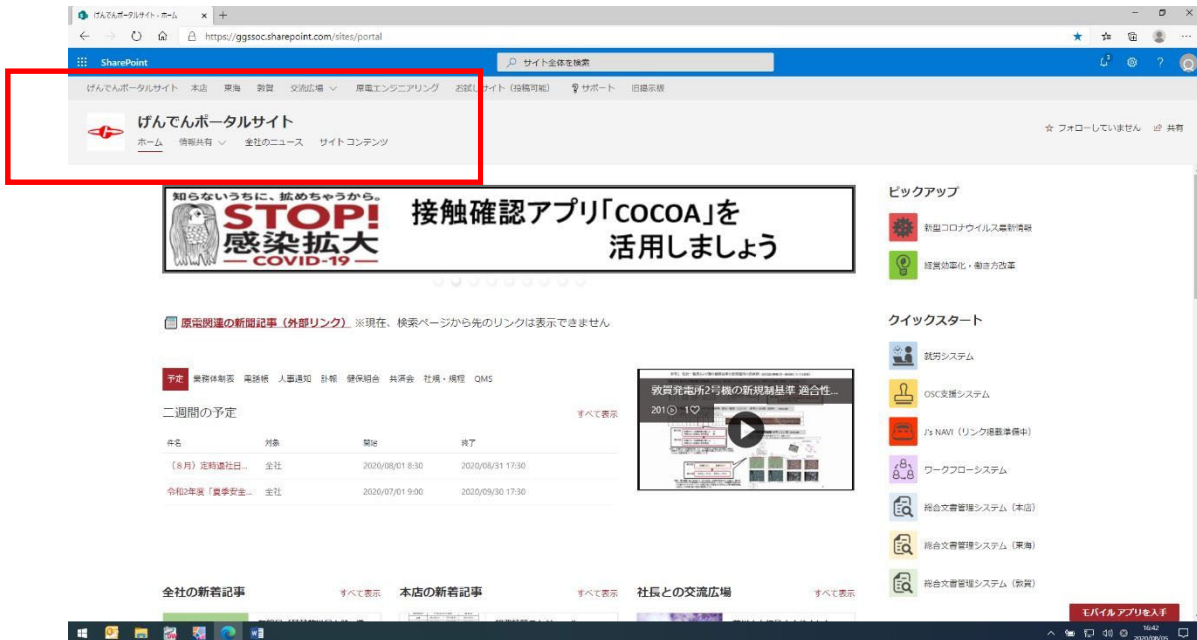 げんでんポータルサイト - ホーム
https://ggssoc.sharepoint.com/sites/portal
SharePoint
サイト全体を検索
げんでんポータルサイト 本店 東海 敦賀 交流広場 原電エンジニアリング お試しサイト（投稿可能） サポート 旧掲示板
げんでんポータルサイト
ホーム 情報共有 全社のニュース サイト コンテンツ
フォローしていません 共有
知らないうちに、拡めちゃうから。
STOP!
感染拡大
COVID-19
接触確認アプリ「COCOA」を
活用しましょう
原電関連の新聞記事（外部リンク） ※現在、検索ページから先のリンクは表示できません
予定 業務体制表 電話帳 人事通知 訃報 健保組合 共済会 社規・規程 QMS
二週間の予定 すべて表示
件名 対象 開始 終了
（８月）定時退社日... 全社 2020/08/01 8:30 2020/08/31 17:30
令和2年度「夏季安全... 全社 2020/07/01 9:00 2020/09/30 17:30
敦賀発電所2号機の新規制基準 適合性...
201 1
ピックアップ
新型コロナウイルス最新情報
経営効率化・働き方改革
クイックスタート
就労システム
OSC支援システム
J's NAVI（リンク掲載準備中）
ワークフローシステム
総合文書管理システム（本店）
総合文書管理システム（東海）
総合文書管理システム（敦賀）
全社の新着記事 すべて表示
本店の新着記事 すべて表示
社長との交流広場 すべて表示
モバイル アプリを入手
16:42
2020/08/05